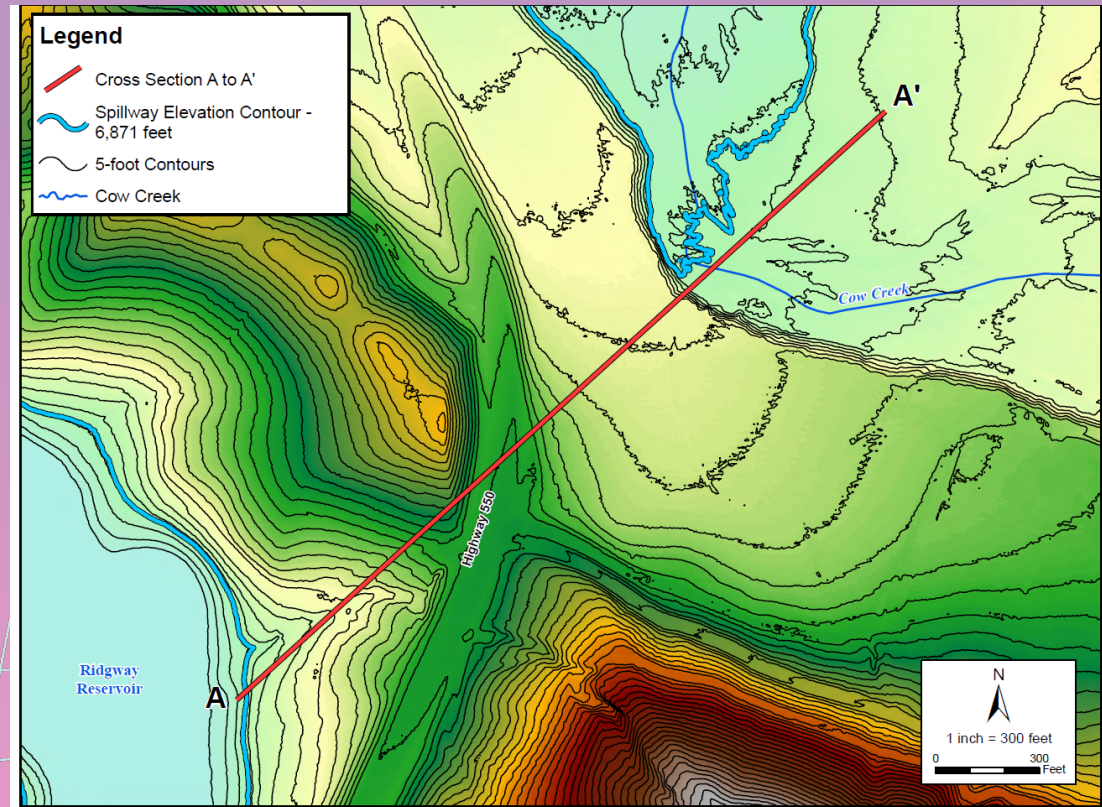 Legend
Cross Section A to A'
Spillway Elevation Contour -
6,871 feet
5-foot Contours
Cow Creek
A'
Cow Creek
Highway 550
Ridgway
Reservoir
A
N
1 inch = 300 feet
0 300
Feet